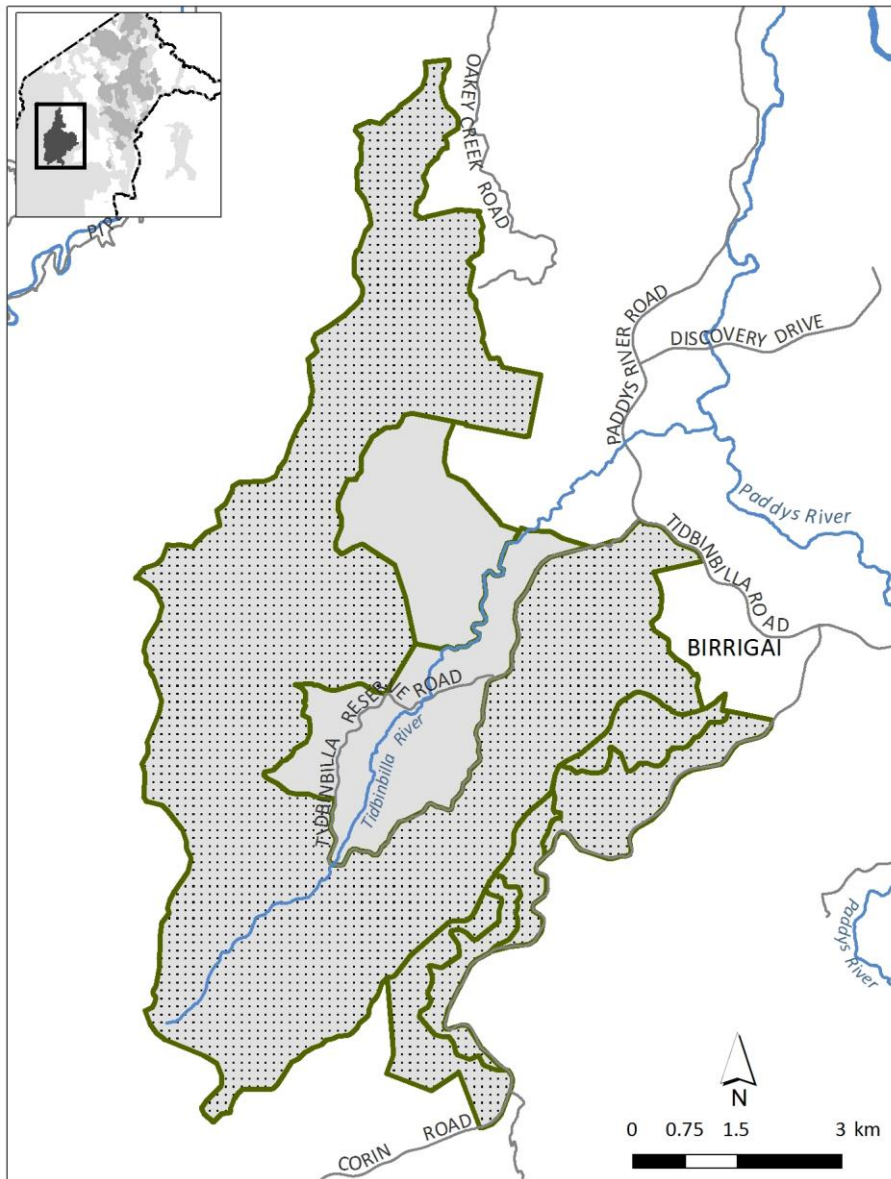 OAKEY CREEK ROAD
PADDYS RIVER ROAD
DISCOVERY DRIVE
Paddys River
TIDBINBILLA ROAD
BIRRIGAI
TIDBINBILLA RESERVE ROAD
Tidbinbilla River
Paddys River
CORIN ROAD
N
0 0.75 1.5 3 km